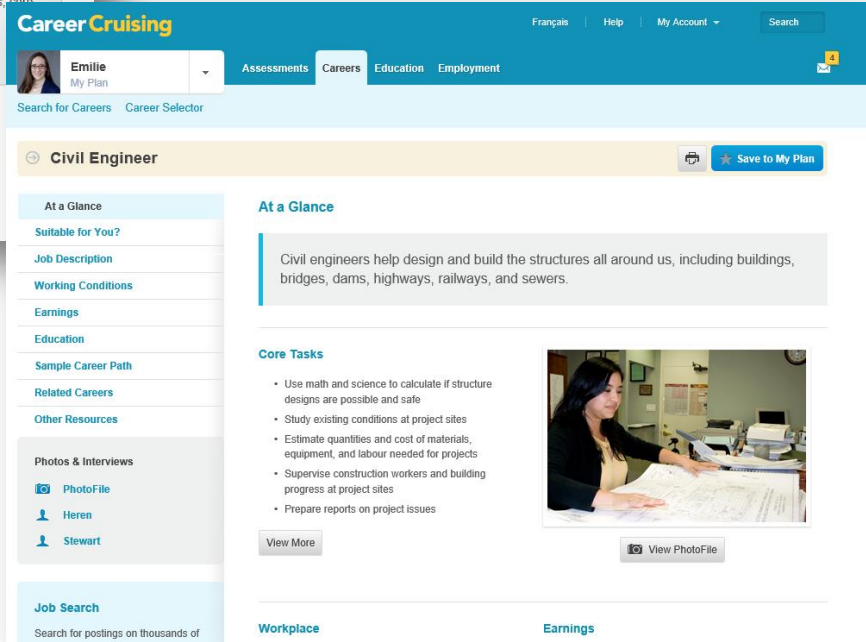 Career Cruising
Français
Help
My Account
Search
Emilie
My Plan
Assessments
Careers
Education
Employment
4
Search for Careers
Career Selector
Civil Engineer
Save to My Plan
At a Glance
Suitable for You?
Job Description
Working Conditions
Earnings
Education
Sample Career Path
Related Careers
Other Resources
Photos & Interviews
PhotoFile
Heren
Stewart
Job Search
Search for postings on thousands of
At a Glance
Civil engineers help design and build the structures all around us, including buildings,
bridges, dams, highways, railways, and sewers.
Core Tasks
• Use math and science to calculate if structure
designs are possible and safe
• Study existing conditions at project sites
• Estimate quantities and cost of materials,
equipment, and labour needed for projects
• Supervise construction workers and building
progress at project sites
• Prepare reports on project issues
View More
View PhotoFile
Workplace
Earnings